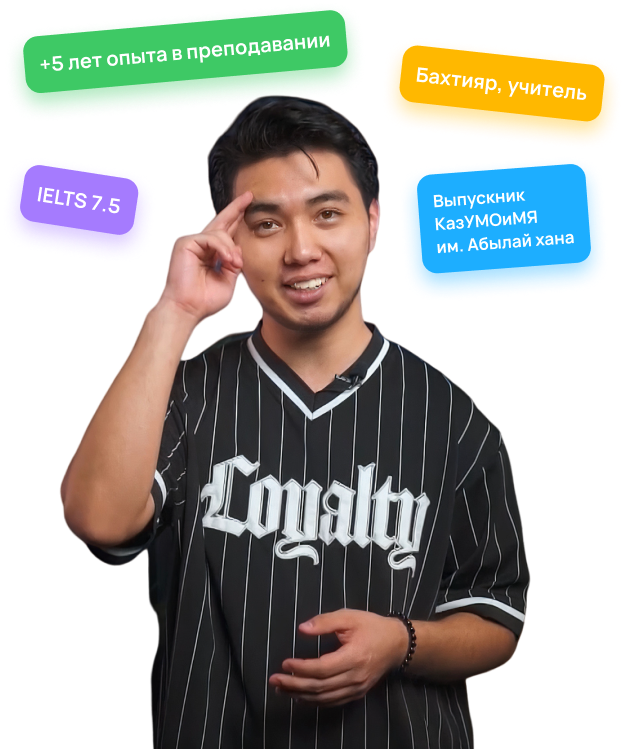 +5 лет опыта в преподавании
Бахтияр, учитель
IELTS 7.5
Выпускник
КазУМОиМЯ
им. Абылай хана
Loyalty